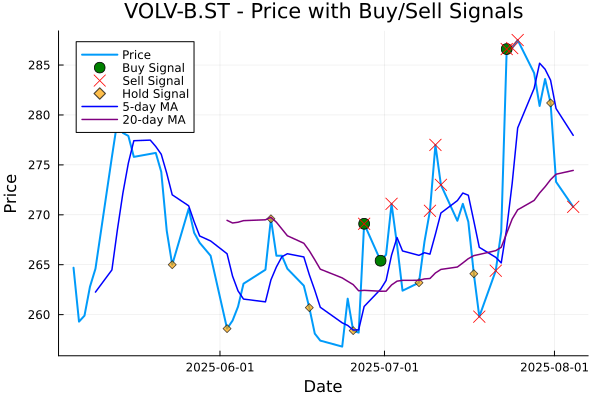 VOLV-B.ST - Price with Buy/Sell Signals
Price
Buy Signal
Sell Signal
Hold Signal
5-day MA
20-day MA
285
280
275
270
265
260
Price
2025-06-01
2025-07-01
2025-08-01
Date